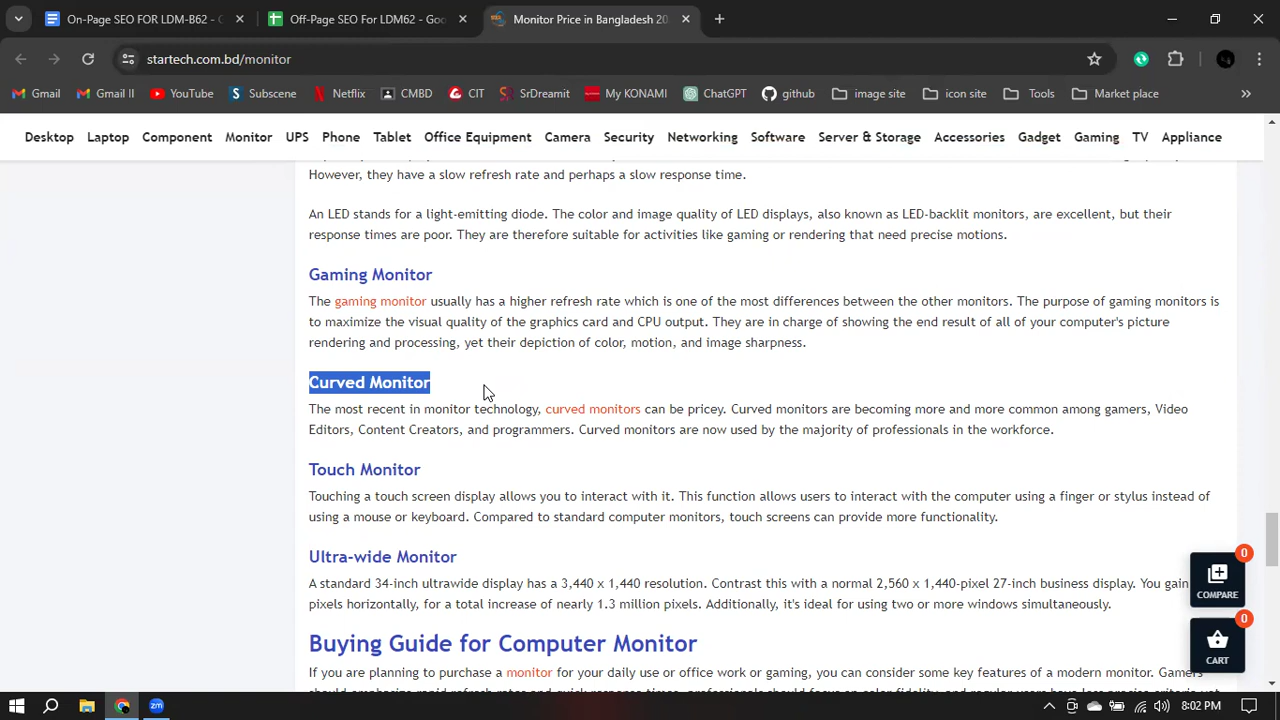 On-Page SEO FOR LDM-B62 - G
Off-Page SEO For LDM62 - Goo
Monitor Price in Bangladesh 20
startech.com.bd/monitor
Gmail
Gmail II
YouTube
Subscene
Netflix
CMBD
CIT
SrDreamit
My KONAMI
ChatGPT
github
image site
icon site
Tools
Market place
Desktop Laptop Component Monitor UPS Phone Tablet Office Equipment Camera Security Networking Software Server & Storage Accessories Gadget Gaming TV Appliance
However, they have a slow refresh rate and perhaps a slow response time.
An LED stands for a light-emitting diode. The color and image quality of LED displays, also known as LED-backlit monitors, are excellent, but their
response times are poor. They are therefore suitable for activities like gaming or rendering that need precise motions.
Gaming Monitor
The gaming monitor usually has a higher refresh rate which is one of the most differences between the other monitors. The purpose of gaming monitors is
to maximize the visual quality of the graphics card and CPU output. They are in charge of showing the end result of all of your computer's picture
rendering and processing, yet their depiction of color, motion, and image sharpness.
Curved Monitor
The most recent in monitor technology, curved monitors can be pricey. Curved monitors are becoming more and more common among gamers, Video
Editors, Content Creators, and programmers. Curved monitors are now used by the majority of professionals in the workforce.
Touch Monitor
Touching a touch screen display allows you to interact with it. This function allows users to interact with the computer using a finger or stylus instead of
using a mouse or keyboard. Compared to standard computer monitors, touch screens can provide more functionality.
Ultra-wide Monitor
A standard 34-inch ultrawide display has a 3,440 x 1,440 resolution. Contrast this with a normal 2,560 x 1,440-pixel 27-inch business display. You gain
pixels horizontally, for a total increase of nearly 1.3 million pixels. Additionally, it's ideal for using two or more windows simultaneously.
0
COMPARE
0
CART
Buying Guide for Computer Monitor
If you are planning to purchase a monitor for your daily use or office work or gaming, you can consider some key features of a modern monitor. Gamers
8:02 PM